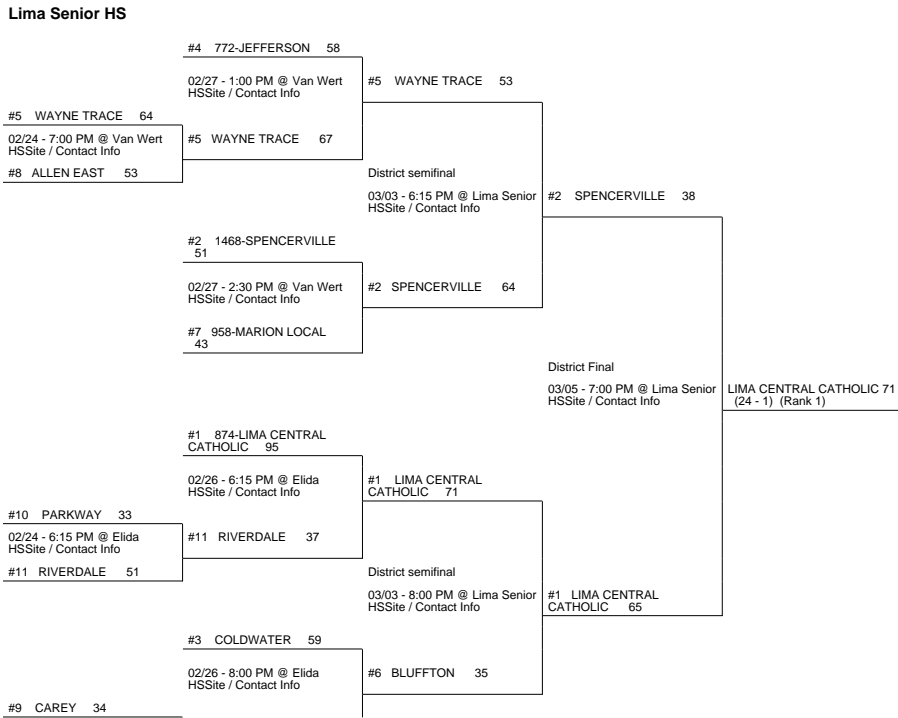 Lima Senior HS
#4 772-JEFFERSON 58
02/27 - 1:00 PM @ Van Wert
HSSite / Contact Info
#5 WAYNE TRACE 53
#5 WAYNE TRACE 64
02/24 - 7:00 PM @ Van Wert
HSSite / Contact Info
#5 WAYNE TRACE 67
#8 ALLEN EAST 53
District semifinal
03/03 - 6:15 PM @ Lima Senior
HSSite / Contact Info
#2 SPENCERVILLE 38
#2 1468-SPENCERVILLE
51
02/27 - 2:30 PM @ Van Wert
HSSite / Contact Info
#2 SPENCERVILLE 64
#7 958-MARION LOCAL
43
District Final
03/05 - 7:00 PM @ Lima Senior
HSSite / Contact Info
LIMA CENTRAL CATHOLIC 71
(24 - 1) (Rank 1)
#1 874-LIMA CENTRAL
CATHOLIC 95
02/26 - 6:15 PM @ Elida
HSSite / Contact Info
#1 LIMA CENTRAL
CATHOLIC 71
#10 PARKWAY 33
02/24 - 6:15 PM @ Elida
HSSite / Contact Info
#11 RIVERDALE 37
#11 RIVERDALE 51
District semifinal
03/03 - 8:00 PM @ Lima Senior
HSSite / Contact Info
#1 LIMA CENTRAL
CATHOLIC 65
#3 COLDWATER 59
02/26 - 8:00 PM @ Elida
HSSite / Contact Info
#6 BLUFFTON 35
#9 CAREY 34